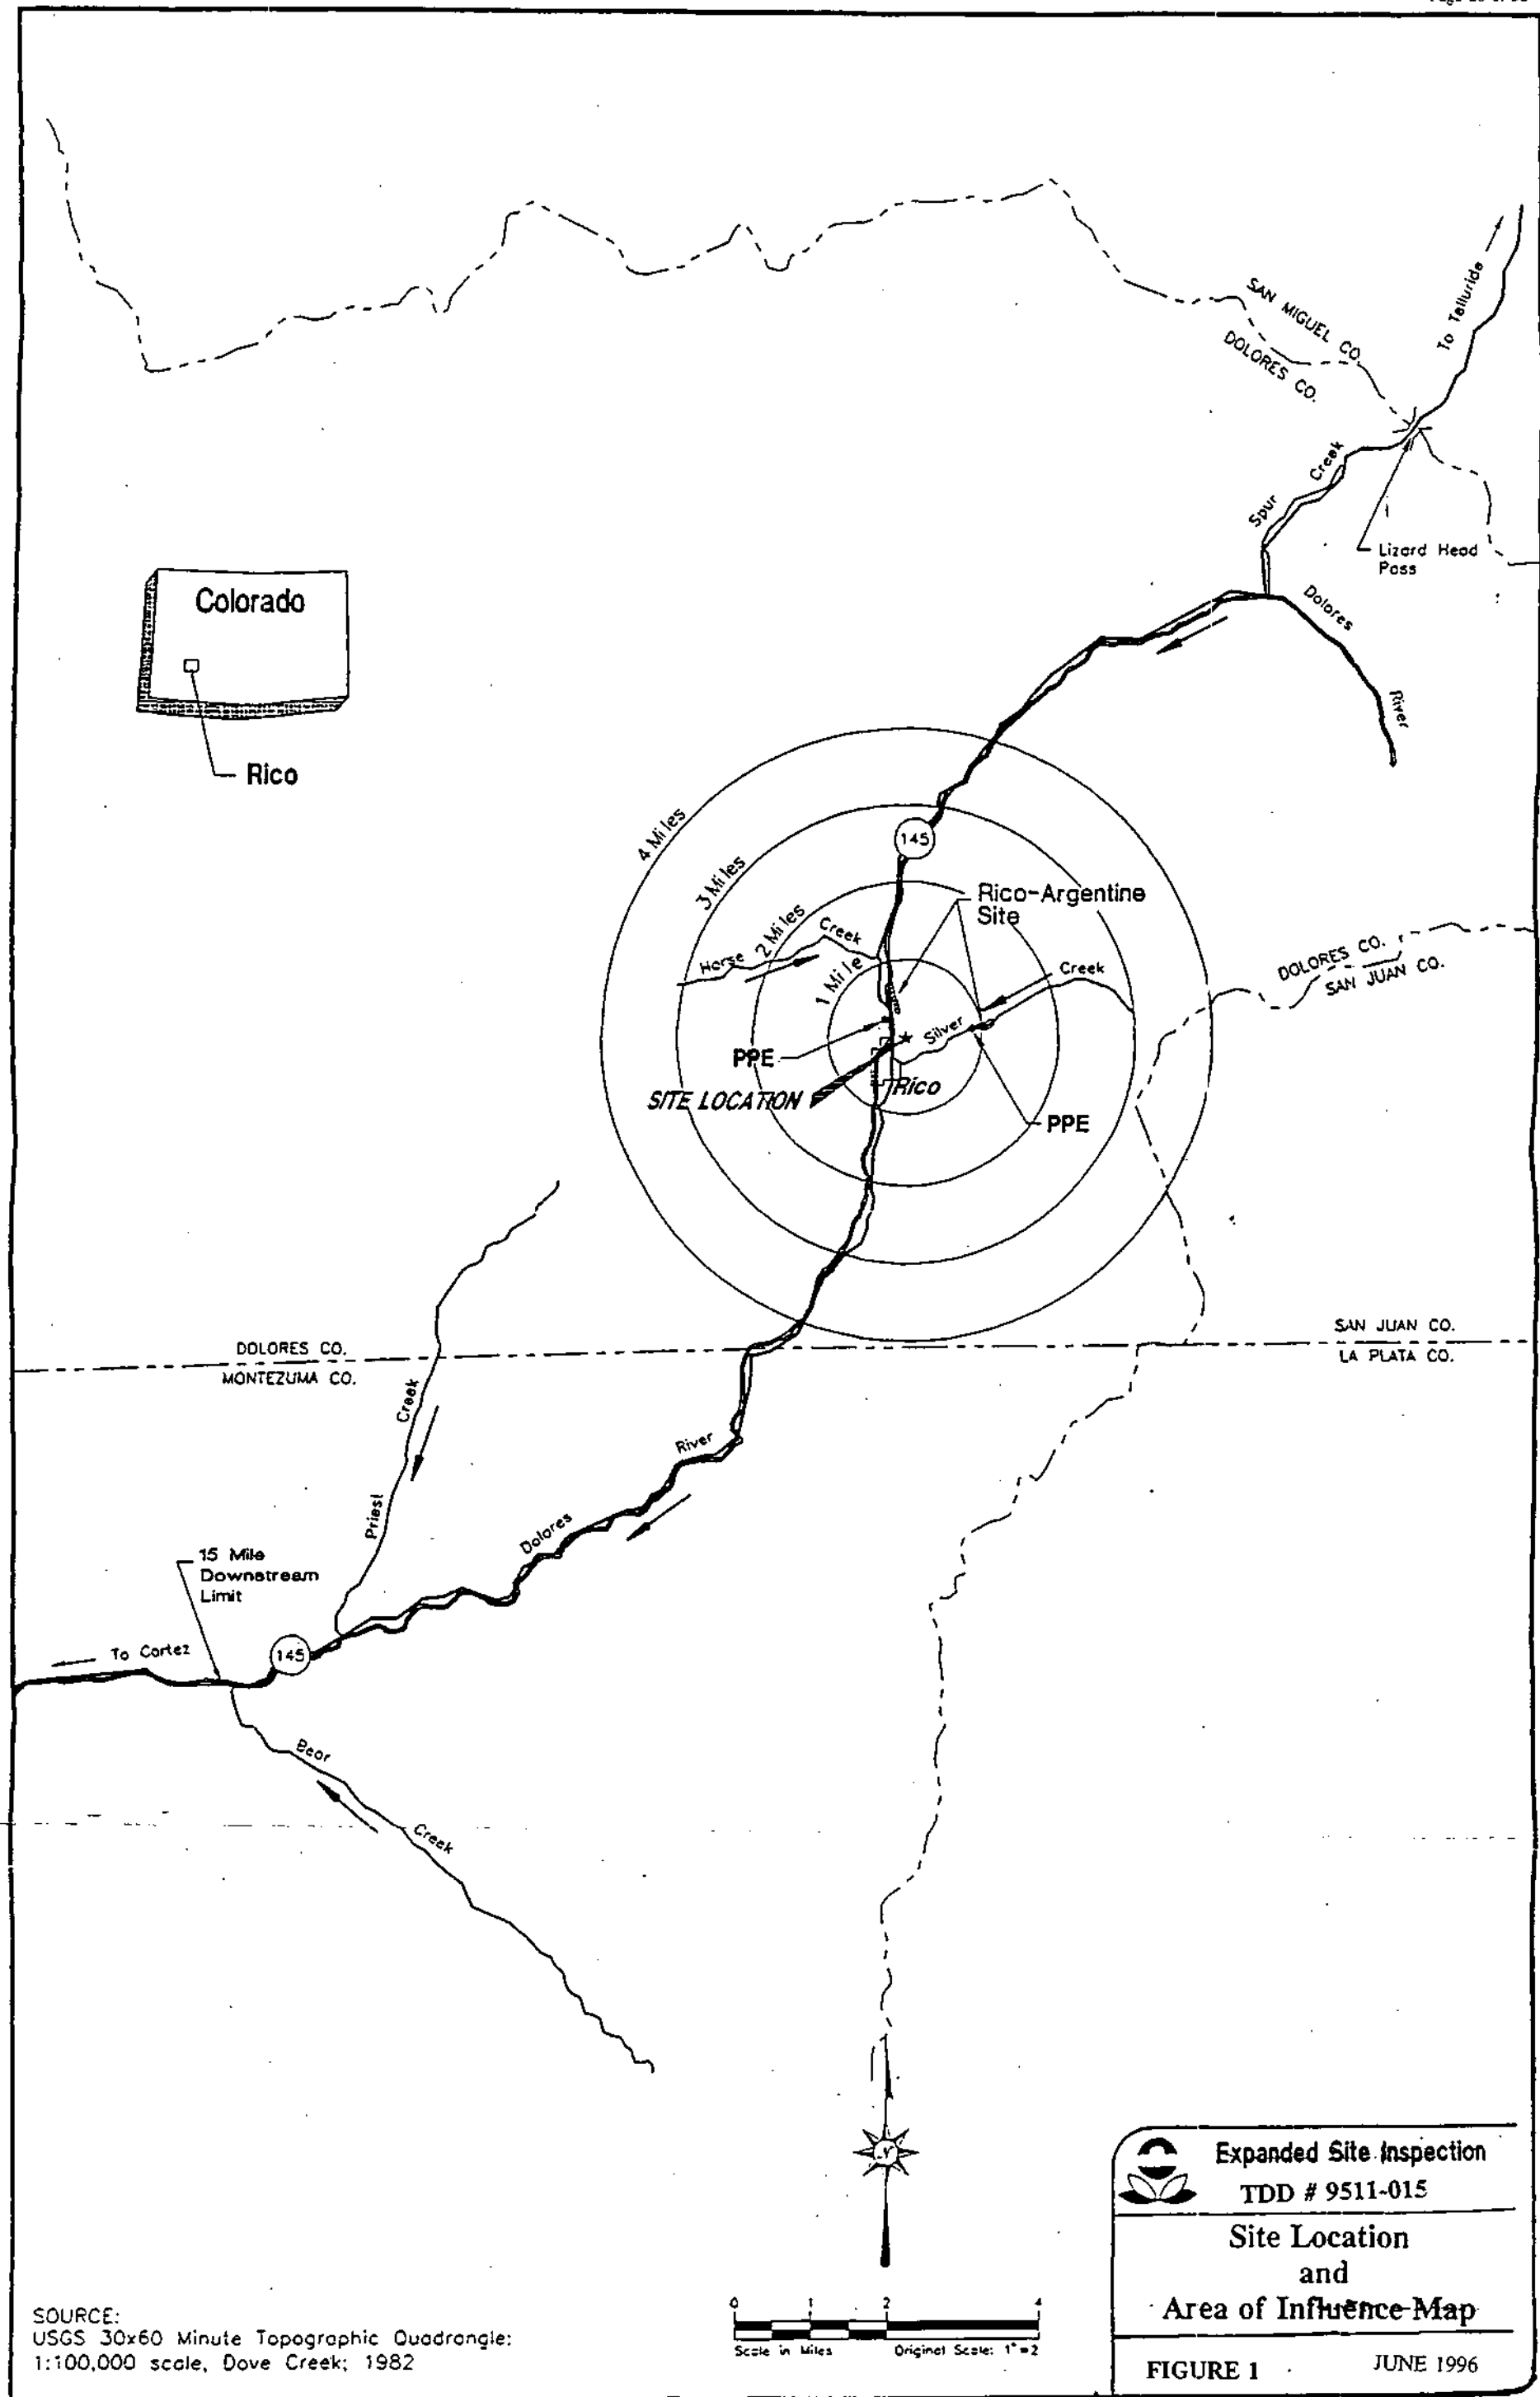 SAN MIGUEL CO.
DOLORES CO.
To Telluride
Spur Creek
Lizard Head
Pass
Dolores
River
Colorado
Rico
4 Miles
3 Miles
2 Miles
1 Mile
145
Rico-Argentine
Site
Horse Creek
Silver Creek
DOLORES CO.
SAN JUAN CO.
PPE
SITE LOCATION
Rico
PPE
DOLORES CO.
MONTEZUMA CO.
SAN JUAN CO.
LA PLATA CO.
Priest Creek
Dolores River
15 Mile
Downstream
Limit
To Cortez
145
Bear Creek
N
Expanded Site Inspection
TDD # 9511-015
Site Location
and
Area of Influence Map
FIGURE 1
JUNE 1996
0 1 2 4
Scale in Miles
Original Scale: 1"=2
SOURCE:
USGS 30x60 Minute Topographic Quadrangle;
1:100,000 scale, Dove Creek; 1982